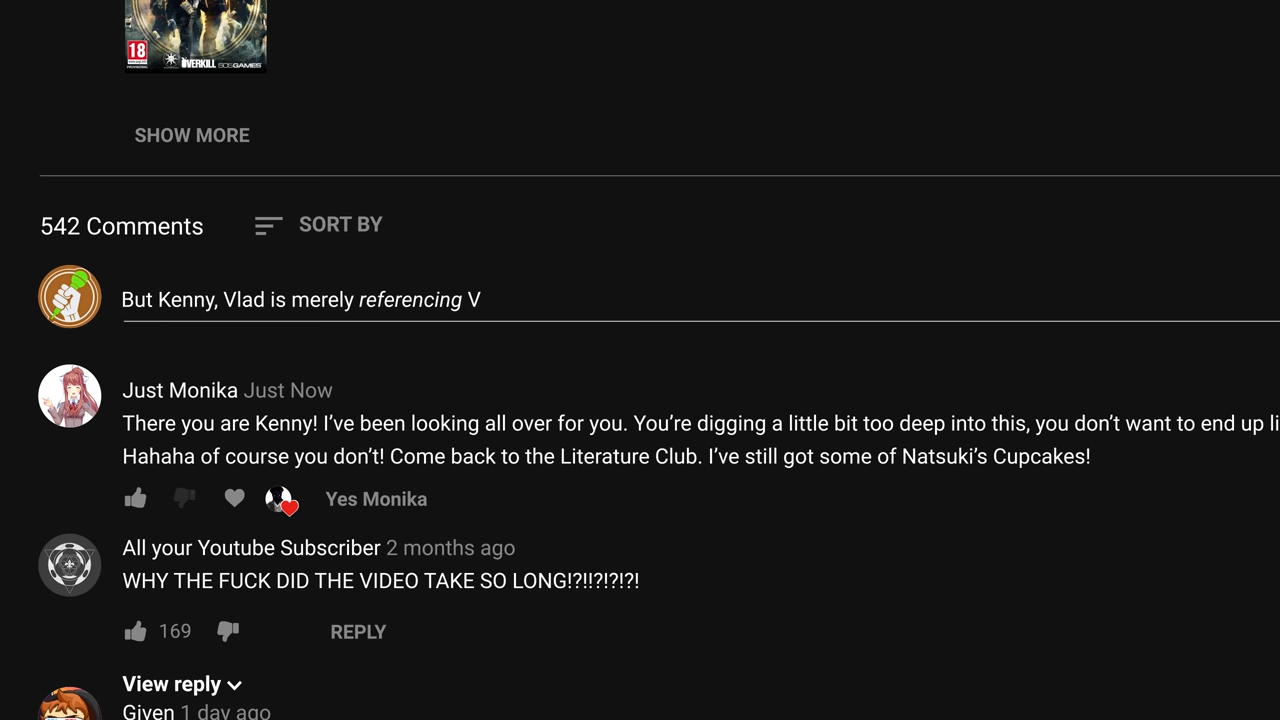 18
OVERKILL 505GAMES
SHOW MORE
542 Comments
SORT BY
But Kenny, Vlad is merely referencing V
Just Monika Just Now
There you are Kenny! I’ve been looking all over for you. You’re digging a little bit too deep into this, you don’t want to end up li
Hahaha of course you don’t! Come back to the Literature Club. I’ve still got some of Natsuki’s Cupcakes!
Yes Monika
All your Youtube Subscriber 2 months ago
WHY THE FUCK DID THE VIDEO TAKE SO LONG!?!!?!?!?!
169
REPLY
View reply
Given 1 day ago